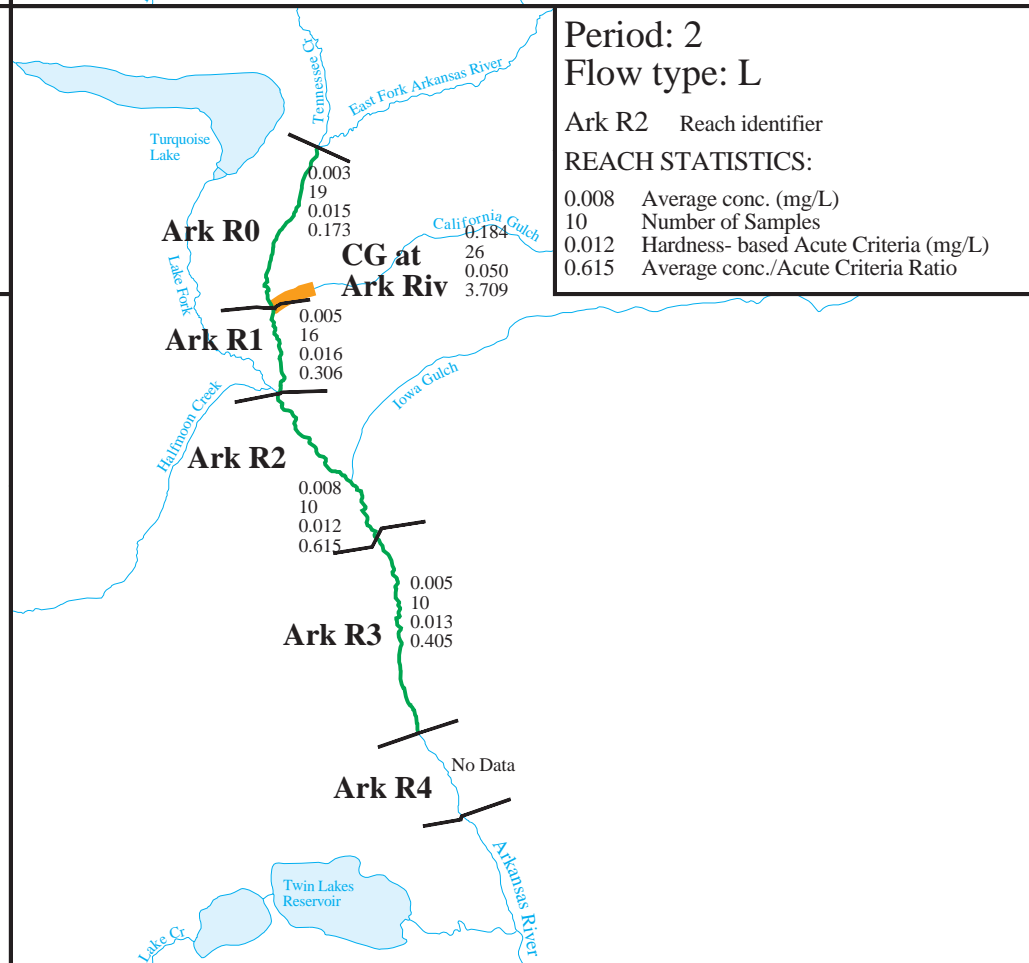 Period: 2
Flow type: L
Ark R2 Reach identifier
REACH STATISTICS:
0.008 Average conc. (mg/L)
10 Number of Samples
0.012 Hardness- based Acute Criteria (mg/L)
0.615 Average conc./Acute Criteria Ratio
Tennessee Cr
East Fork Arkansas River
Turquoise
Lake
0.003
19
0.015
0.173
Ark R0
Lake Fork
California Gulch
CG at
Ark Riv
0.184
26
0.050
3.709
Ark R1
0.005
16
0.016
0.306
Iowa Gulch
Halfmoon Creek
Ark R2
0.008
10
0.012
0.615
0.005
10
0.013
0.405
Ark R3
No Data
Ark R4
Arkansas River
Twin Lakes
Reservoir
Lake Cr